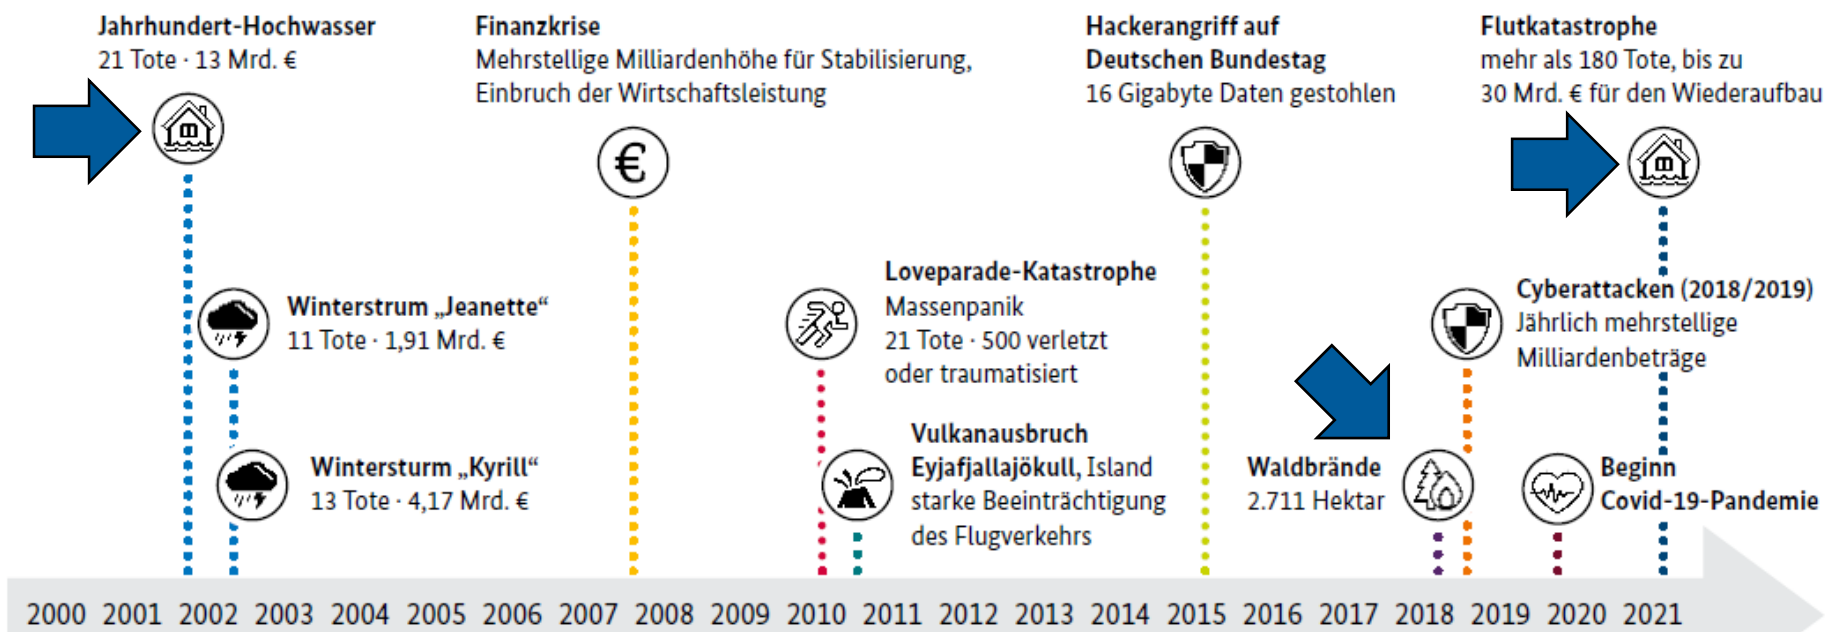 Jahrhundert-Hochwasser
21 Tote · 13 Mrd. €
Finanzkrise
Mehrstellige Milliardenhöhe für Stabilisierung,
Einbruch der Wirtschaftsleistung
€
Hackerangriff auf
Deutschen Bundestag
16 Gigabyte Daten gestohlen
Flutkatastrophe
mehr als 180 Tote, bis zu
30 Mrd. € für den Wiederaufbau
Winterstrum „Jeanette“
11 Tote · 1,91 Mrd. €
Loveparade-Katastrophe
Massenpanik
21 Tote · 500 verletzt
oder traumatisiert
Cyberattacken (2018/2019)
Jährlich mehrstellige
Milliardenbeträge
Wintersturm „Kyrill“
13 Tote · 4,17 Mrd. €
Vulkanausbruch
Eyjafjallajökull, Island
starke Beeinträchtigung
des Flugverkehrs
Waldbrände
2.711 Hektar
Beginn
Covid-19-Pandemie
2000 2001 2002 2003 2004 2005 2006 2007 2008 2009 2010 2011 2012 2013 2014 2015 2016 2017 2018 2019 2020 2021